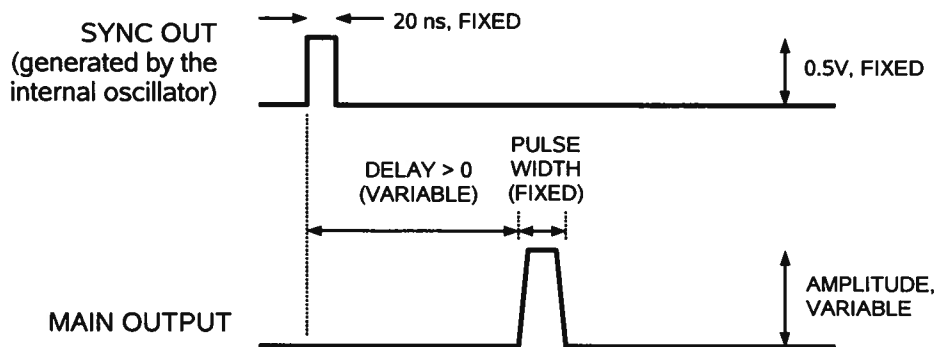 SYNC OUT
(generated by the
internal oscillator)
20 ns, FIXED
0.5V, FIXED
DELAY > 0
(VARIABLE)
PULSE
WIDTH
(FIXED)
MAIN OUTPUT
AMPLITUDE,
VARIABLE